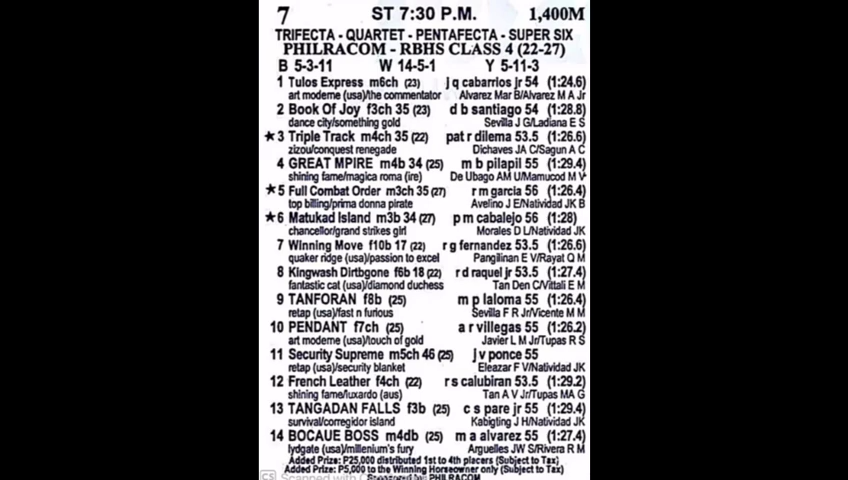 7 ST 7:30 P.M. 1,400M
TRIFECTA - QUARTET - PENTAFECTA - SUPER SIX
PHILRACOM - RBHS CLASS 4 (22-27)
B 5-3-11 W 14-5-1 Y 5-11-3
1 Tulos Express m6ch (23) j q cabarrios jr 54 (1:24.6)
art moderne (usa)/the commentator Alvarez Mar B/Alvarez M A Jr
2 Book Of Joy f3ch 35 (23) d b santiago 54 (1:28.8)
dance city/something gold Sevilla J G/Ladiana E S
★3 Triple Track m4ch 35 (22) pat r dilema 53.5 (1:26.6)
zizou/conquest renegade Dichaves JA C/Sagun A C
4 GREAT MPIRE m4b 34 (25) m b pilapil 55 (1:29.4)
shining fame/magica roma (ire) De Ubago AM U/Mamucod M V
★5 Full Combat Order m3ch 35 (27) r m garcia 56 (1:26.4)
top billing/prima donna pirate Avelino J E/Natividad JK B
★6 Matukad Island m3b 34 (27) p m cabalejo 56 (1:28)
chancellor/grand strikes girl Morales D L/Natividad JK
7 Winning Move f10b 17 (22) r g fernandez 53.5 (1:26.6)
quaker ridge (usa)/passion to excel Pangilinan E V/Rayat Q M
8 Kingwash Dirtbgone f6b 18 (22) r d raquel jr 53.5 (1:27.4)
fantastic cat (usa)/diamond duchess Tan Den C/Vittali E M
9 TANFORAN f8b (25) m p laloma 55 (1:26.4)
retap (usa)/fast n furious Sevilla F R Jr/Vicente M M
10 PENDANT f7ch (25) a r villegas 55 (1:26.2)
art moderne (usa)/touch of gold Javier L M Jr/Tupas R S
11 Security Supreme m5ch 46 (25) j v ponce 55
retap (usa)/security blanket Eleazar F V/Natividad JK
12 French Leather f4ch (22) r s calubiran 53.5 (1:29.2)
shining fame/luxardo (aus) Tan A V Jr/Tupas MA G
13 TANGADAN FALLS f3b (25) c s pare jr 55 (1:29.4)
survival/corregidor island Kabigting J H/Natividad JK
14 BOCAUE BOSS m4db (25) m a alvarez 55 (1:27.4)
lydgate (usa)/millenium's fury Arguelles JW S/Rivera R M
Added Prize: P25,000 distributed 1st to 4th placers (Subject to Tax)
Added Prize: P5,000 to the Winning Horseowner only (Subject to Tax)
CS Scanned with Sponsored by PHILRACOM